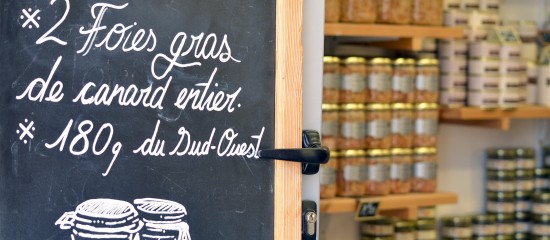 ※ 2 Foies gras
de canard entier.
※ 180g du Sud-Ouest